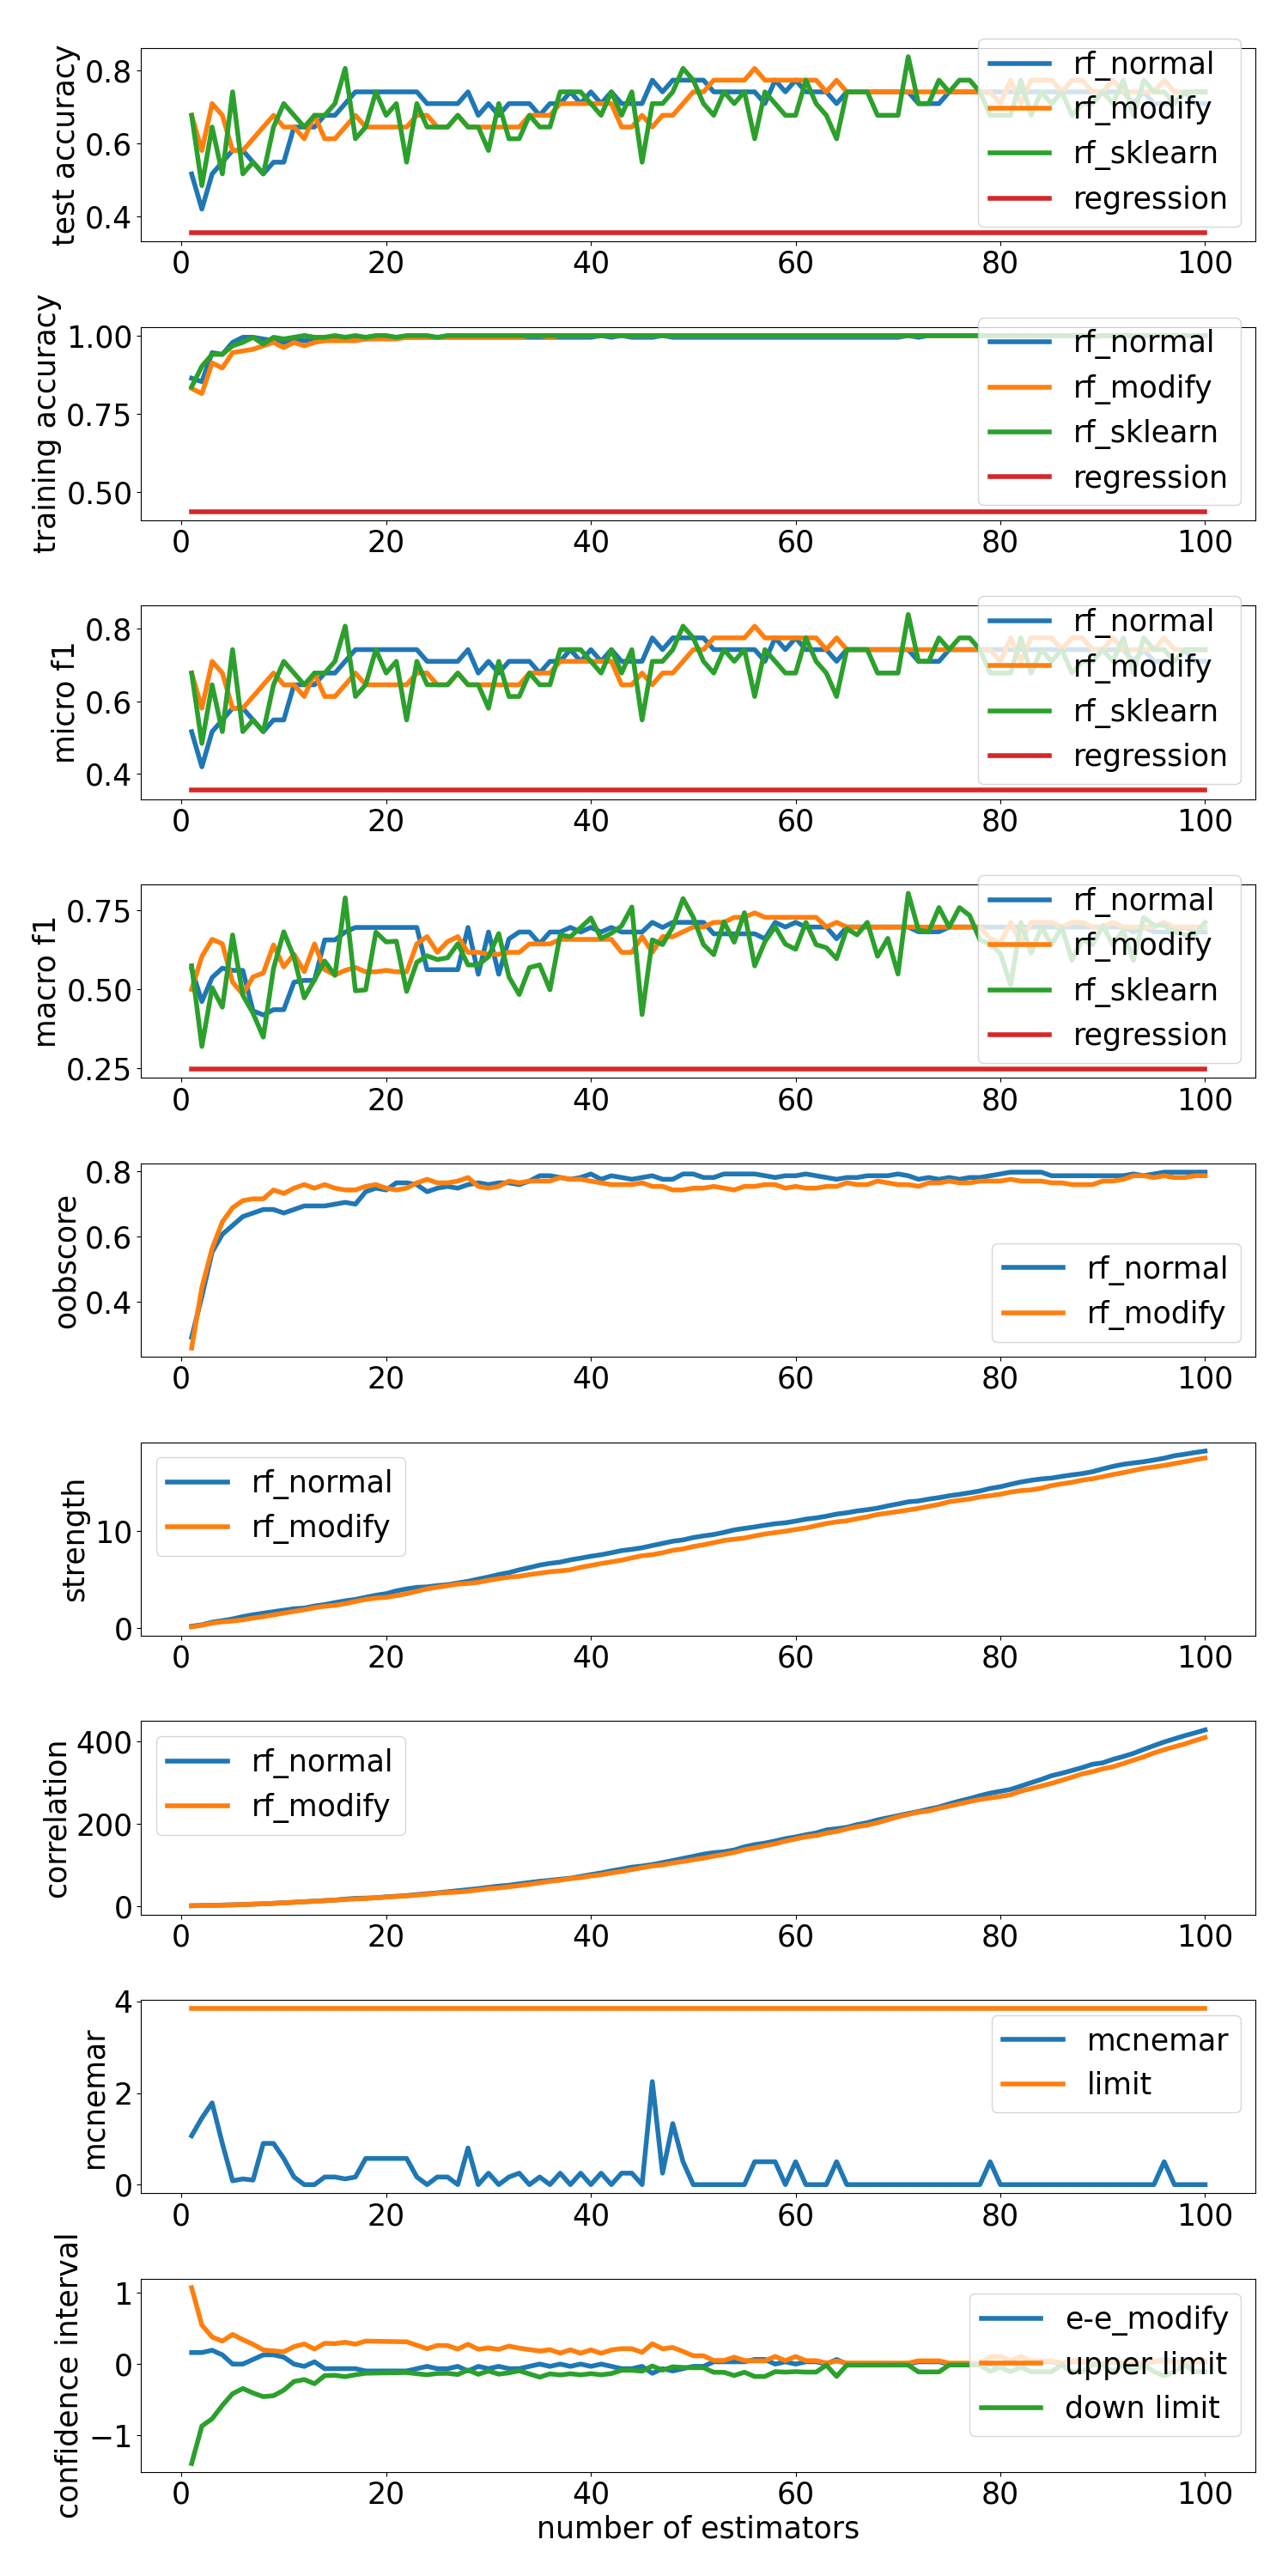 test accuracy
0.8
0.6
0.4
0 20 40 60 80 100
rf_normal
rf_modify
rf_sklearn
regression
training accuracy
1.00
0.75
0.50
0 20 40 60 80 100
rf_normal
rf_modify
rf_sklearn
regression
micro f1
0.8
0.6
0.4
0 20 40 60 80 100
rf_normal
rf_modify
rf_sklearn
regression
macro f1
0.75
0.50
0.25
0 20 40 60 80 100
rf_normal
rf_modify
rf_sklearn
regression
oobscore
0.8
0.6
0.4
0 20 40 60 80 100
rf_normal
rf_modify
strength
10
0
0 20 40 60 80 100
rf_normal
rf_modify
correlation
400
200
0
0 20 40 60 80 100
rf_normal
rf_modify
mcnemar
4
2
0
0 20 40 60 80 100
mcnemar
limit
confidence interval
1
0
−1
0 20 40 60 80 100
e-e_modify
upper limit
down limit
number of estimators